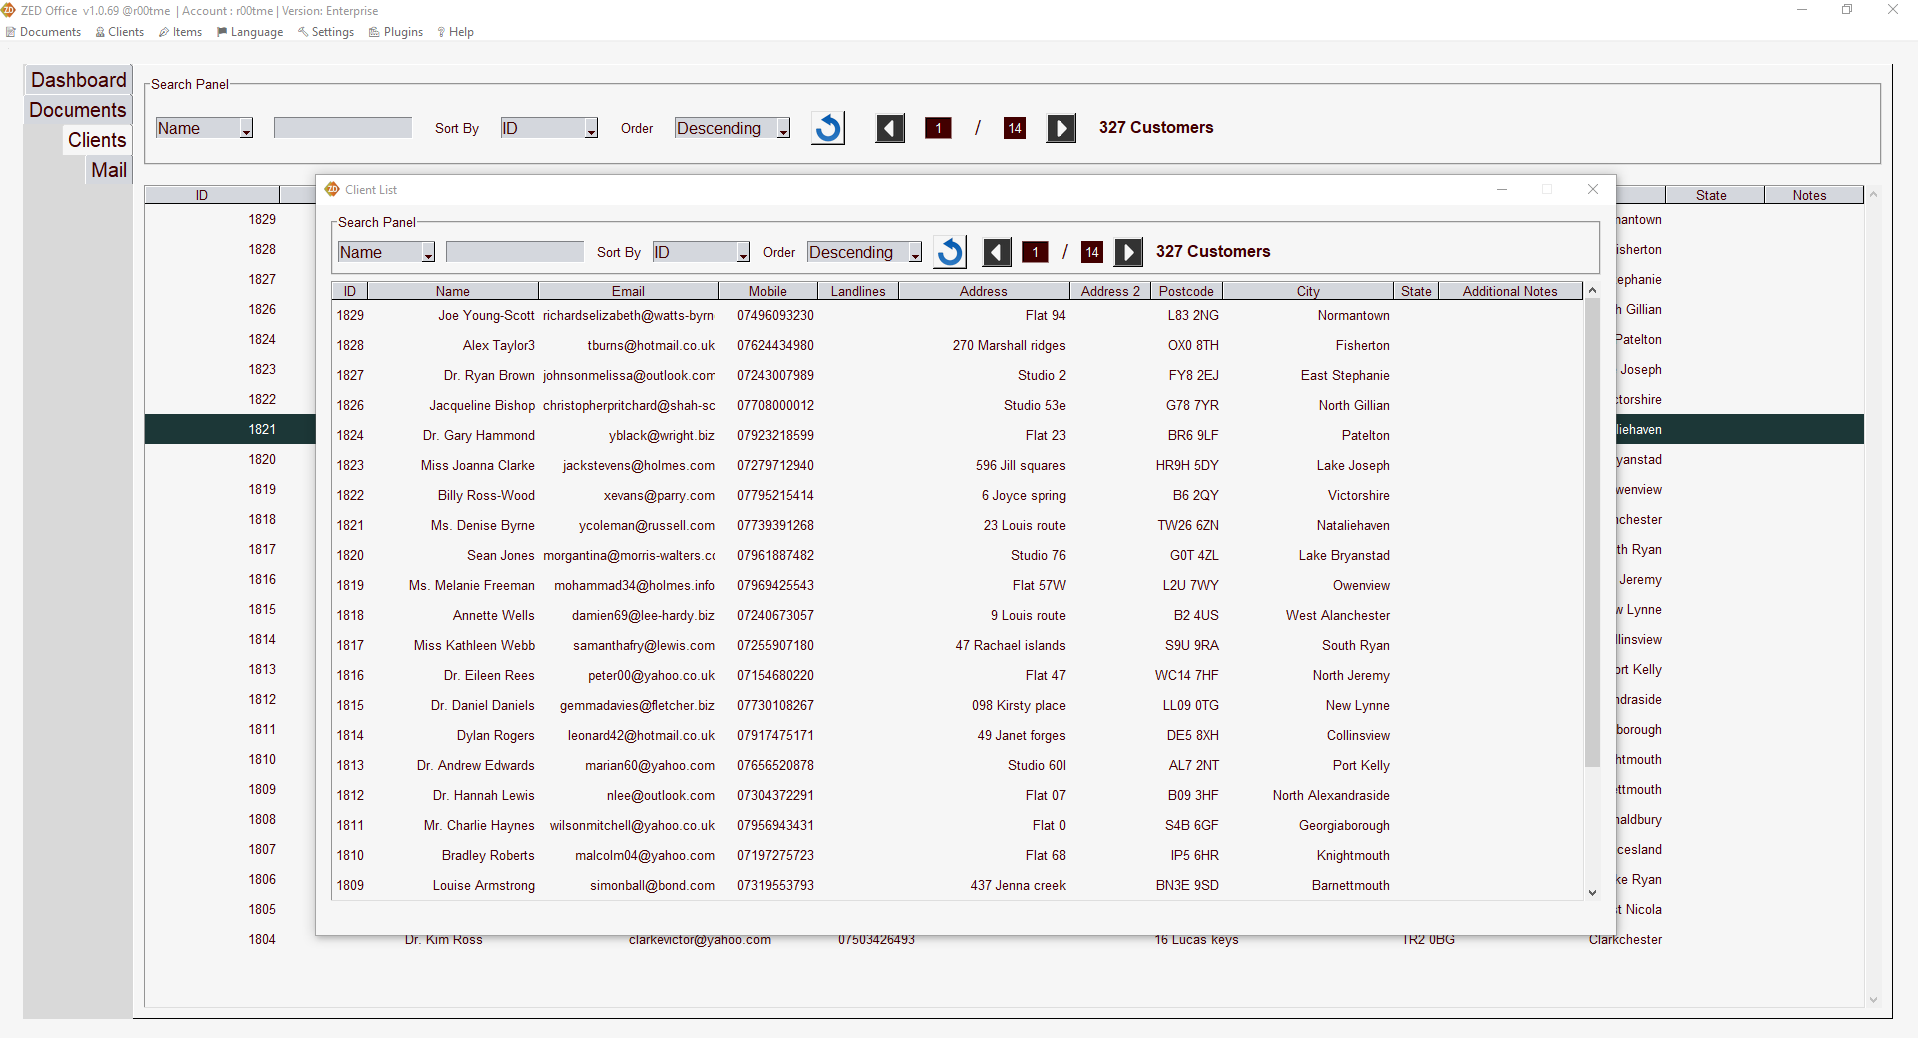 ZED Office v1.0.69 @r00tme | Account : r00tme | Version: Enterprise
Documents Clients Items Language Settings Plugins Help
Dashboard
Documents
Clients
Mail
Search Panel
Name Sort By ID Order Descending 1 / 14 327 Customers
ID State Notes
1829
1828 isherton
1827 ephanie
1826 Gillian
1824 Patelton
1823 Joseph
1822 ctorshire
1821 liehaven
1820 yanstad
1819 wenview
1818 chester
1817 th Ryan
1816 Jeremy
1815 w Lynne
1814 llinsview
1813 ort Kelly
1812 ndraside
1811 borough
1810 htmouth
1809 ettmouth
1808 naldbury
1807 cesland
1806 ke Ryan
1805 st Nicola
1804 Dr. Kim Ross clarkevictor@yahoo.com 07503426493 16 Lucas keys TR2 0BG Clarkchester
Client List
Search Panel
Name Sort By ID Order Descending 1 / 14 327 Customers
ID Name Email Mobile Landlines Address Address 2 Postcode City State Additional Notes
1829 Joe Young-Scott richardselizabeth@watts-byrn 07496093230 Flat 94 L83 2NG Normantown
1828 Alex Taylor3 tburns@hotmail.co.uk 07624434980 270 Marshall ridges OX0 8TH Fisherton
1827 Dr. Ryan Brown johnsonmelissa@outlook.com 07243007989 Studio 2 FY8 2EJ East Stephanie
1826 Jacqueline Bishop christopherpritchard@shah-sc 07708000012 Studio 53e G78 7YR North Gillian
1824 Dr. Gary Hammond yblack@wright.biz 07923218599 Flat 23 BR6 9LF Patelton
1823 Miss Joanna Clarke jackstevens@holmes.com 07279712940 596 Jill squares HR9H 5DY Lake Joseph
1822 Billy Ross-Wood xevans@parry.com 07795215414 6 Joyce spring B6 2QY Victorshire
1821 Ms. Denise Byrne ycoleman@russell.com 07739391268 23 Louis route TW26 6ZN Nataliehaven
1820 Sean Jones morgantina@morris-walters.cc 07961887482 Studio 76 G0T 4ZL Lake Bryanstad
1819 Ms. Melanie Freeman mohammad34@holmes.info 07969425543 Flat 57W L2U 7WY Owenview
1818 Annette Wells damien69@lee-hardy.biz 07240673057 9 Louis route B2 4US West Alanchester
1817 Miss Kathleen Webb samanthafry@lewis.com 07255907180 47 Rachael islands S9U 9RA South Ryan
1816 Dr. Eileen Rees peter00@yahoo.co.uk 07154680220 Flat 47 WC14 7HF North Jeremy
1815 Dr. Daniel Daniels gemmadavies@fletcher.biz 07730108267 098 Kirsty place LL09 0TG New Lynne
1814 Dylan Rogers leonard42@hotmail.co.uk 07917475171 49 Janet forges DE5 8XH Collinsview
1813 Dr. Andrew Edwards marian60@yahoo.com 07656520878 Studio 60l AL7 2NT Port Kelly
1812 Dr. Hannah Lewis nlee@outlook.com 07304372291 Flat 07 B09 3HF North Alexandraside
1811 Mr. Charlie Haynes wilsonmitchell@yahoo.co.uk 07956943431 Flat 0 S4B 6GF Georgiaborough
1810 Bradley Roberts malcolm04@yahoo.com 07197275723 Flat 68 IP5 6HR Knightmouth
1809 Louise Armstrong simonball@bond.com 07319553793 437 Jenna creek BN3E 9SD Barnettmouth